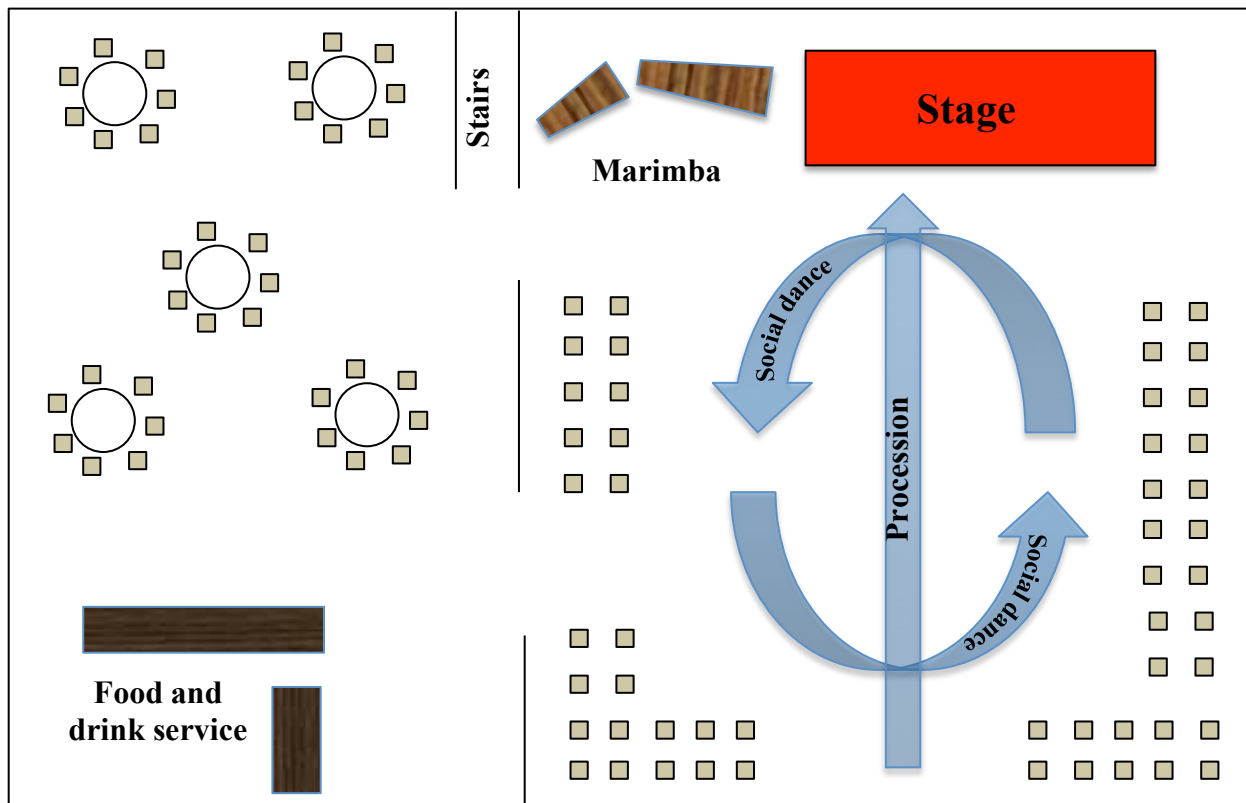 Stairs
Marimba
Stage
Social dance
Procession
Social dance
Food and
drink service